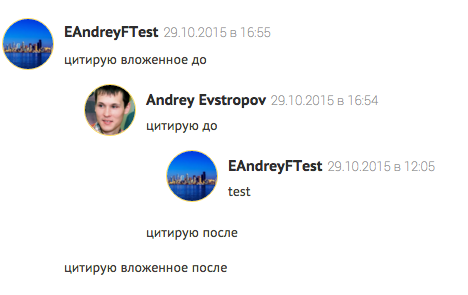 EAndreyFTest 29.10.2015 в 16:55
цитирую вложенное до
Andrey Evstropov 29.10.2015 в 16:54
цитирую до
EAndreyFTest 29.10.2015 в 12:05
test
цитирую после
цитирую вложенное после